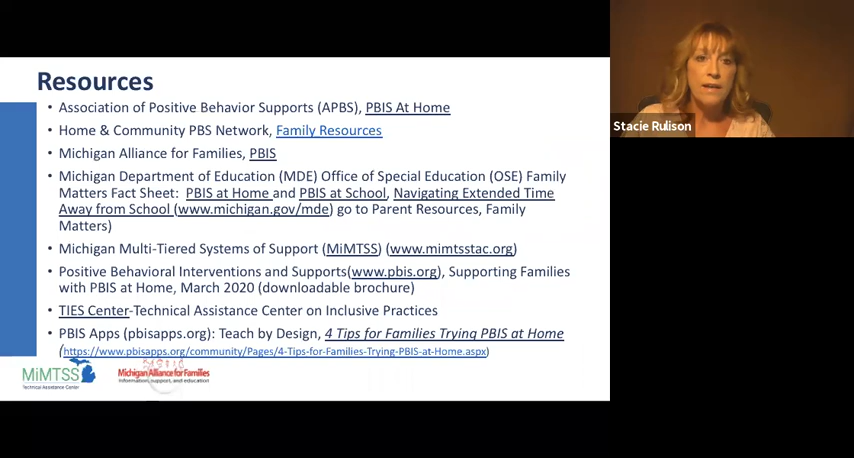 Resources
• Association of Positive Behavior Supports (APBS), PBIS At Home
• Home & Community PBS Network, Family Resources
• Michigan Alliance for Families, PBIS
• Michigan Department of Education (MDE) Office of Special Education (OSE) Family
Matters Fact Sheet: PBIS at Home and PBIS at School, Navigating Extended Time
Away from School (www.michigan.gov/mde) go to Parent Resources, Family
Matters)
• Michigan Multi-Tiered Systems of Support (MiMTSS) (www.mimtsstac.org)
• Positive Behavioral Interventions and Supports(www.pbis.org), Supporting Families
with PBIS at Home, March 2020 (downloadable brochure)
• TIES Center-Technical Assistance Center on Inclusive Practices
• PBIS Apps (pbisapps.org): Teach by Design, 4 Tips for Families Trying PBIS at Home
(https://www.pbisapps.org/community/Pages/4-Tips-for-Families-Trying-PBIS-at-Home.aspx)
MiMTSS
Technical Assistance Center
Michigan Alliance for Families
information, support, and education
Stacie Rulison